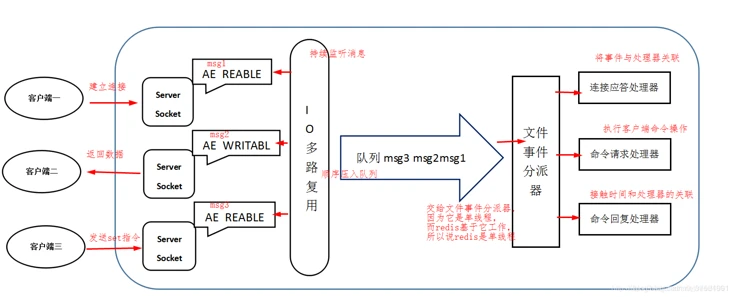 客户端一
建立连接
Server
Socket
msg1
AE REABLE
持续监听消息
客户端二
返回数据
Server
Socket
msg2
AE WRITABL
客户端三
发送set指令
Server
Socket
msg3
AE REABLE
IO多路复用
顺序压入队列
队列 msg3 msg2msg1
交给文件事件分派器,
因为它是单线程,
而redis基于它工作,
所以说redis是单线程
文件事件分派器
将事件与处理器关联
连接应答处理器
执行客户端命令操作
命令请求处理器
接触时间和处理器的关联
命令回复处理器